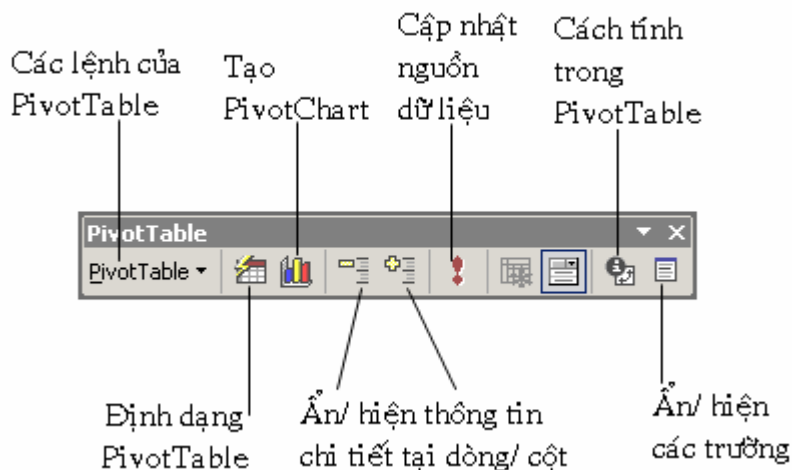 Các lệnh của
PivotTable
Tạo
PivotChart
Cập nhật
nguồn
dữ liệu
Cách tính
trong
PivotTable
PivotTable
PivotTable
Định dạng
PivotTable
Ẩn/ hiện thông tin
chi tiết tại dòng/ cột
Ẩn/ hiện
các trường